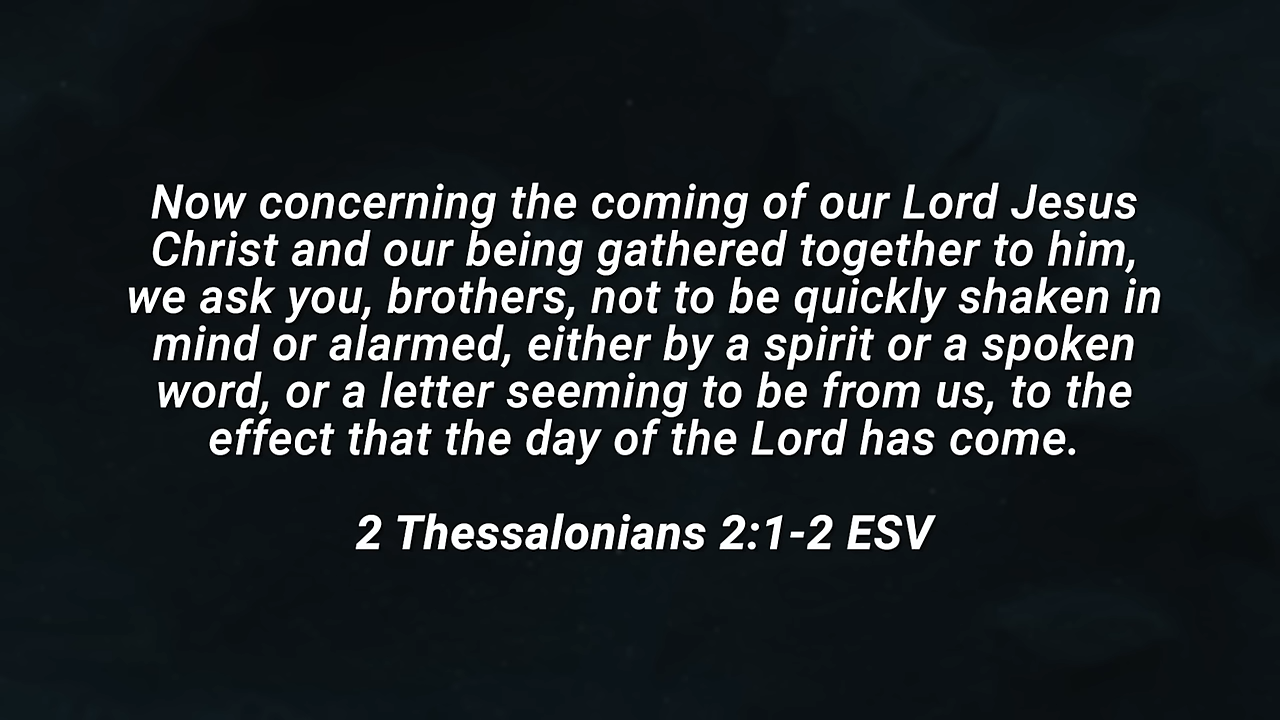 Now concerning the coming of our Lord Jesus
Christ and our being gathered together to him,
we ask you, brothers, not to be quickly shaken in
mind or alarmed, either by a spirit or a spoken
word, or a letter seeming to be from us, to the
effect that the day of the Lord has come.
2 Thessalonians 2:1-2 ESV